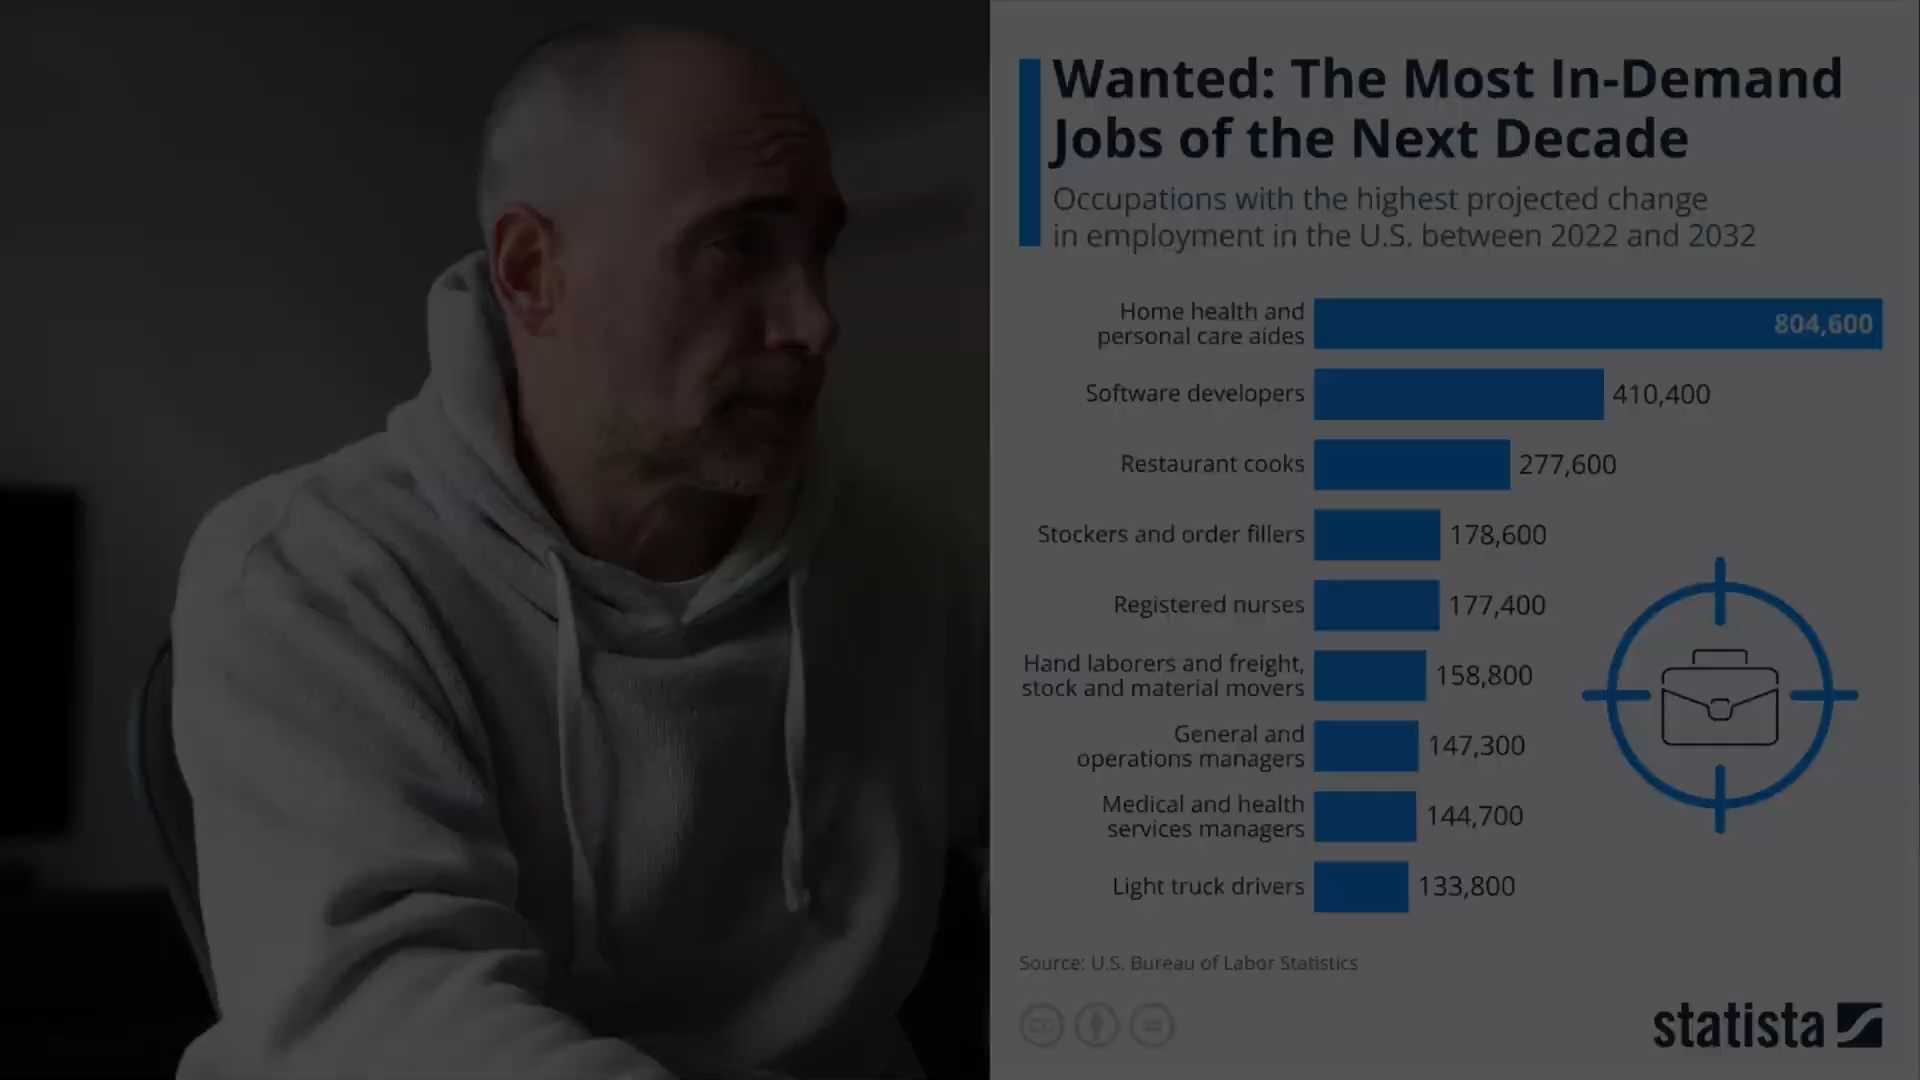 Wanted: The Most In-Demand
Jobs of the Next Decade
Occupations with the highest projected change
in employment in the U.S. between 2022 and 2032
Home health and
personal care aides
804,600
Software developers
410,400
Restaurant cooks
277,600
Stockers and order fillers
178,600
Registered nurses
177,400
Hand laborers and freight,
stock and material movers
158,800
General and
operations managers
147,300
Medical and health
services managers
144,700
Light truck drivers
133,800
Source: U.S. Bureau of Labor Statistics
cc
statista